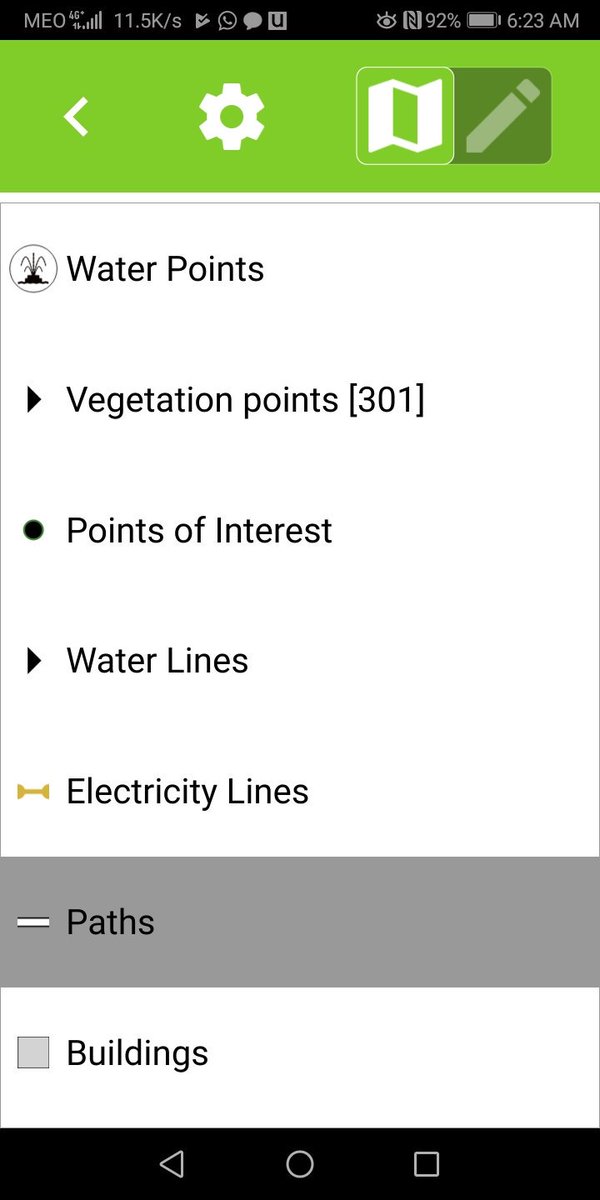 MEO 4G+ 11.5K/s 92% 6:23 AM
Water Points
Vegetation points [301]
Points of Interest
Water Lines
Electricity Lines
Paths
Buildings